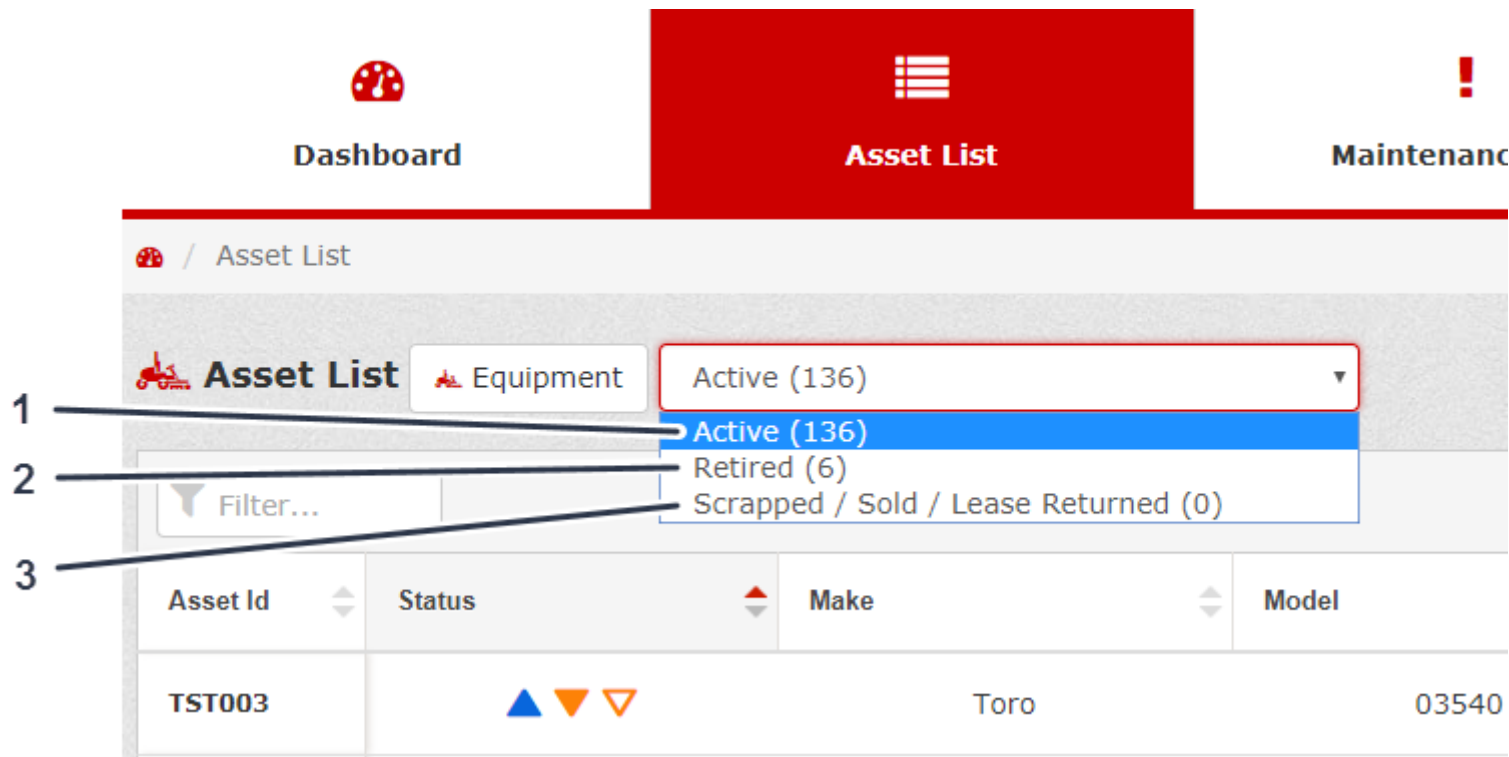 Dashboard
Asset List
Maintenanc
/ Asset List
Asset List
Equipment
Active (136)
1
Active (136)
2
Retired (6)
Filter...
3
Scrapped / Sold / Lease Returned (0)
Asset Id
Status
Make
Model
TST003
Toro
03540